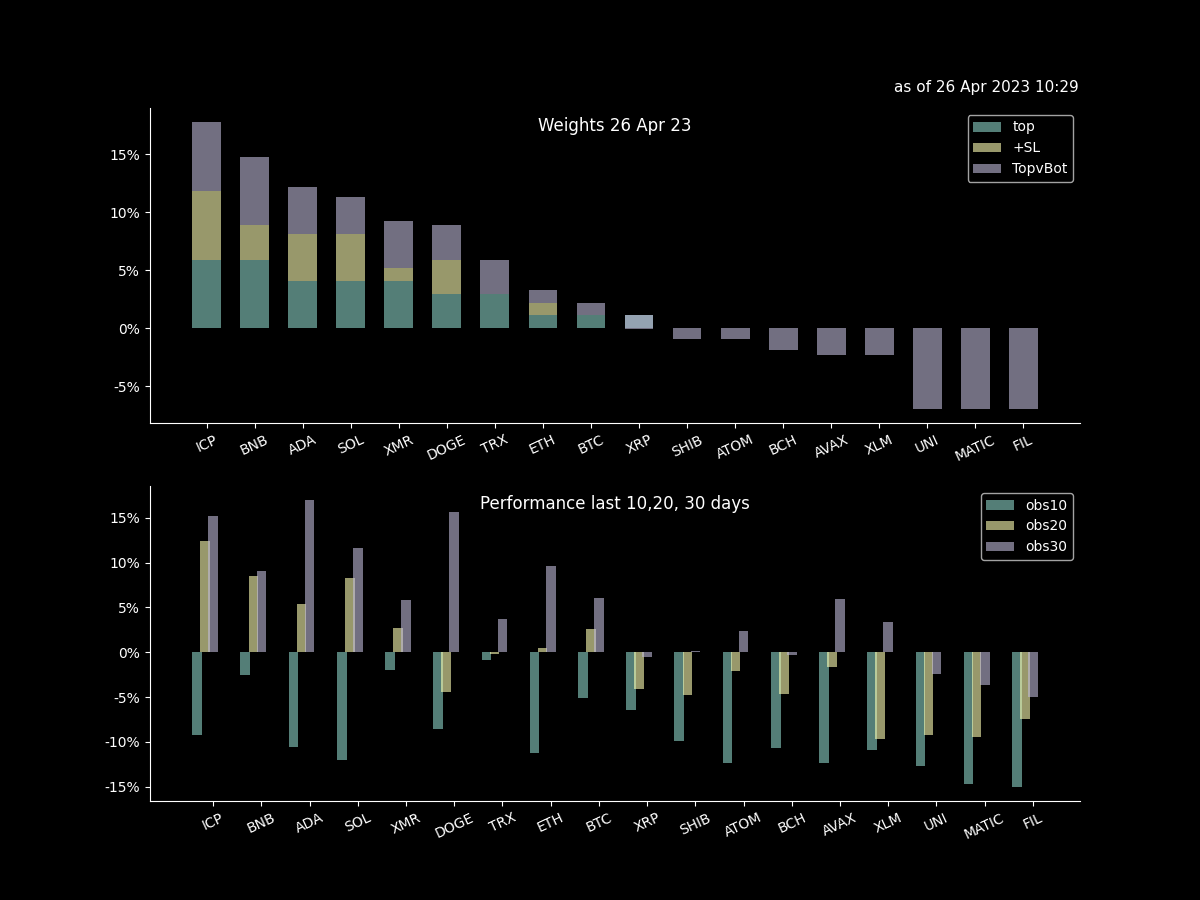 as of 26 Apr 2023 10:29
Weights 26 Apr 23
top
+SL
TopvBot
15%
10%
5%
0%
-5%
ICP BNB ADA SOL XMR DOGE TRX ETH BTC XRP SHIB ATOM BCH AVAX XLM UNI MATIC FIL
Performance last 10,20, 30 days
obs10
obs20
obs30
15%
10%
5%
0%
-5%
-10%
-15%
ICP BNB ADA SOL XMR DOGE TRX ETH BTC XRP SHIB ATOM BCH AVAX XLM UNI MATIC FIL